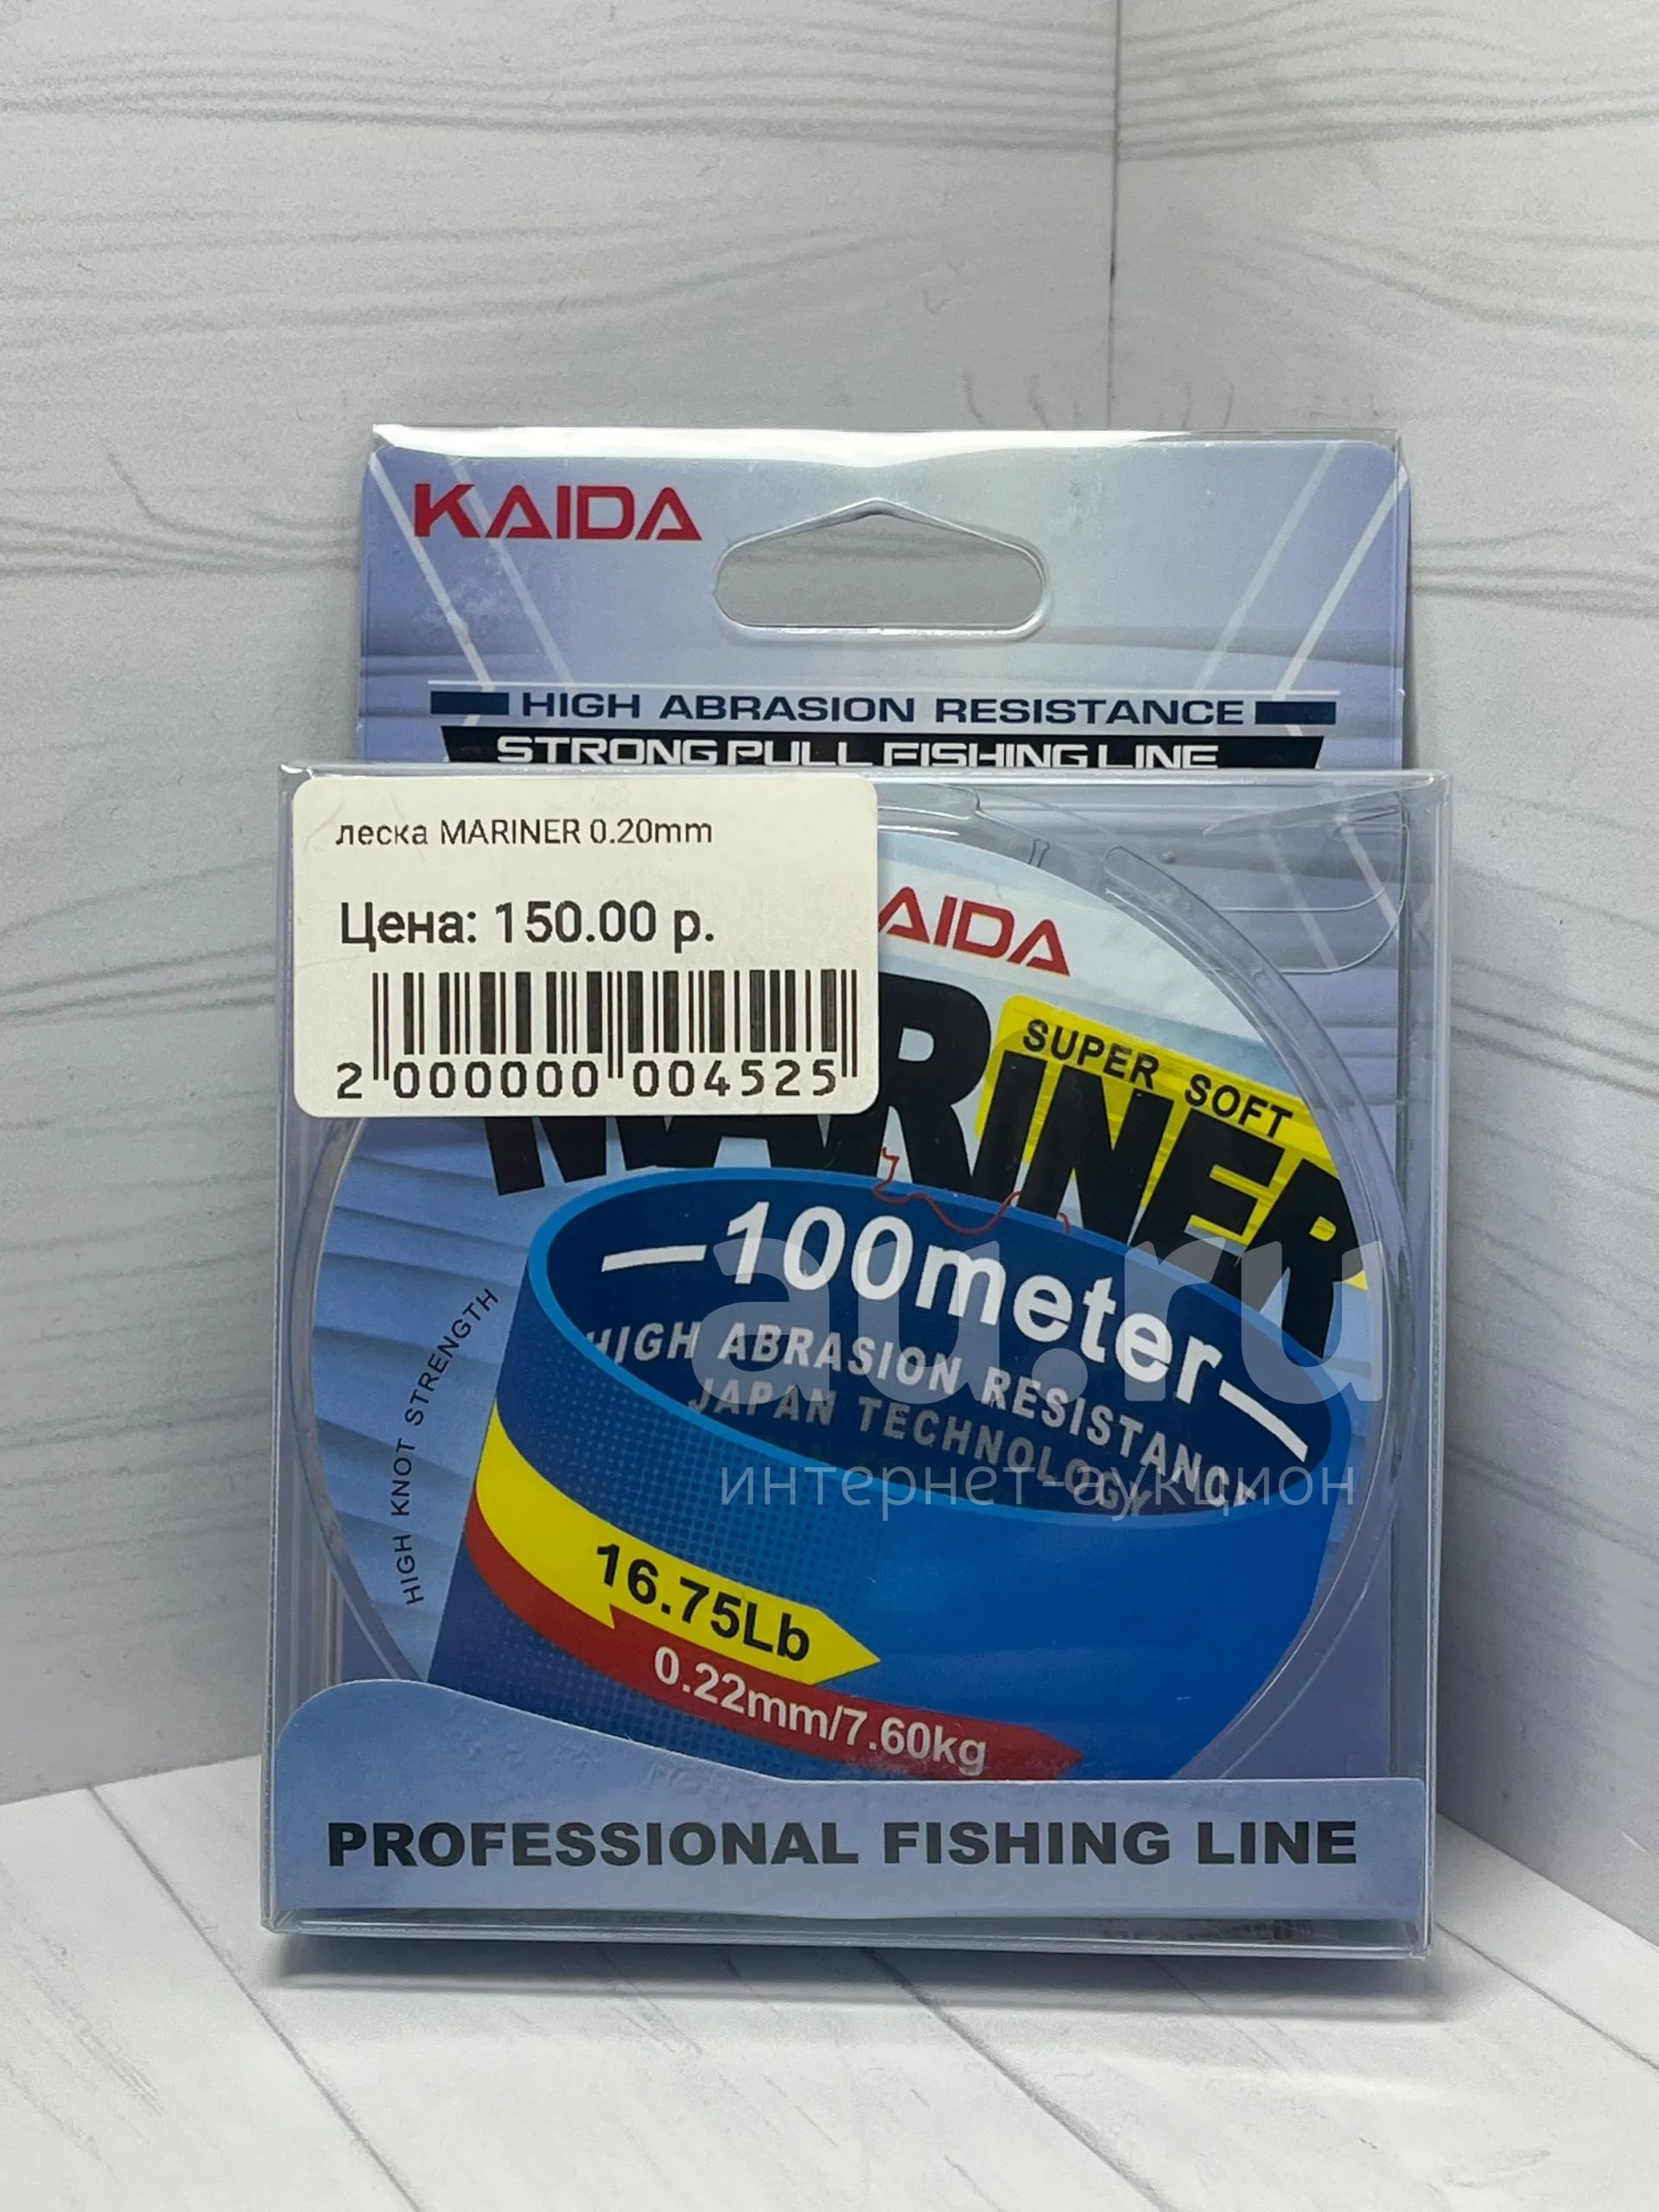 KAIDA
HIGH ABRASION RESISTANCE
STRONG PULL FISHING LINE
леска MARINER 0.20mm
Цена: 150.00 р.
2 000000 004525
AIDA
SUPER SOFT
MARINER
100meter
HIGH ABRASION RESISTANCE
JAPAN TECHNOLOGY
HIGH KNOT STRENGTH
au.ru
интернет-аукцион
16.75Lb
0.22mm/7.60kg
PROFESSIONAL FISHING LINE